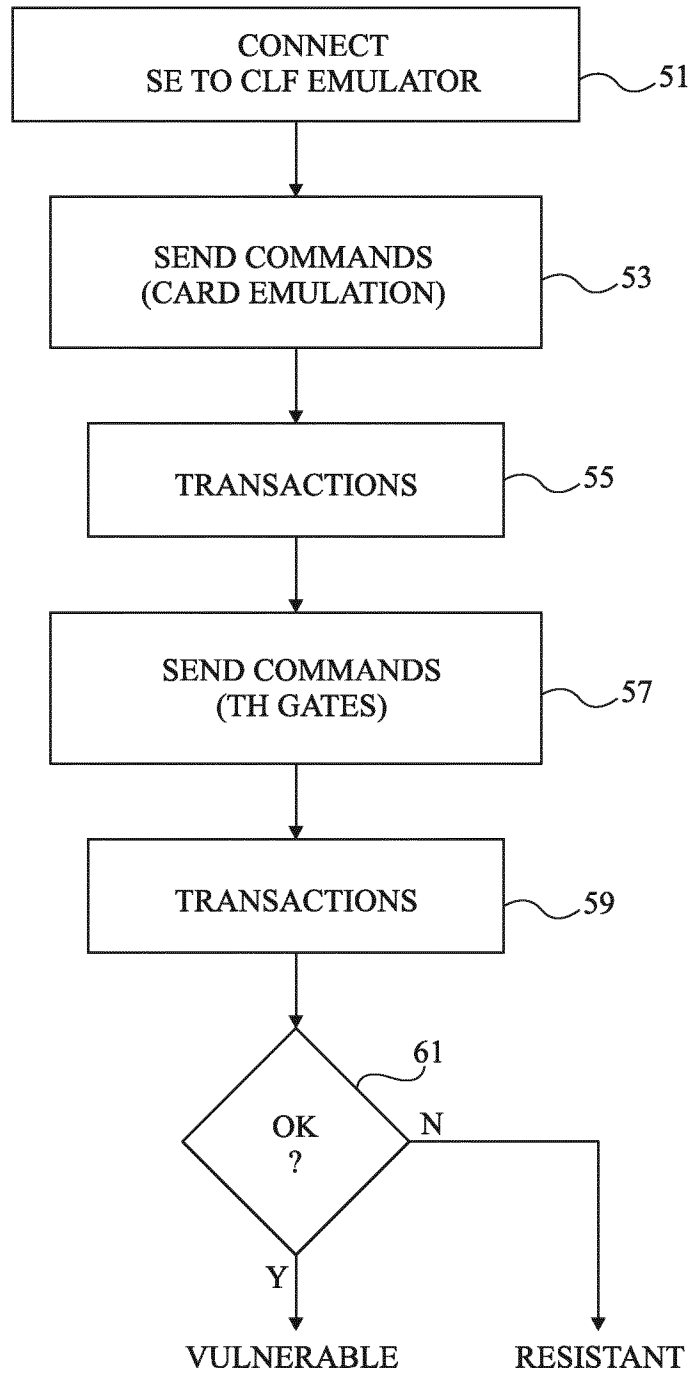 CONNECT
SE TO CLF EMULATOR
51
SEND COMMANDS
(CARD EMULATION)
53
TRANSACTIONS
55
SEND COMMANDS
(TH GATES)
57
TRANSACTIONS
59
61
OK
?
N
Y
VULNERABLE
RESISTANT